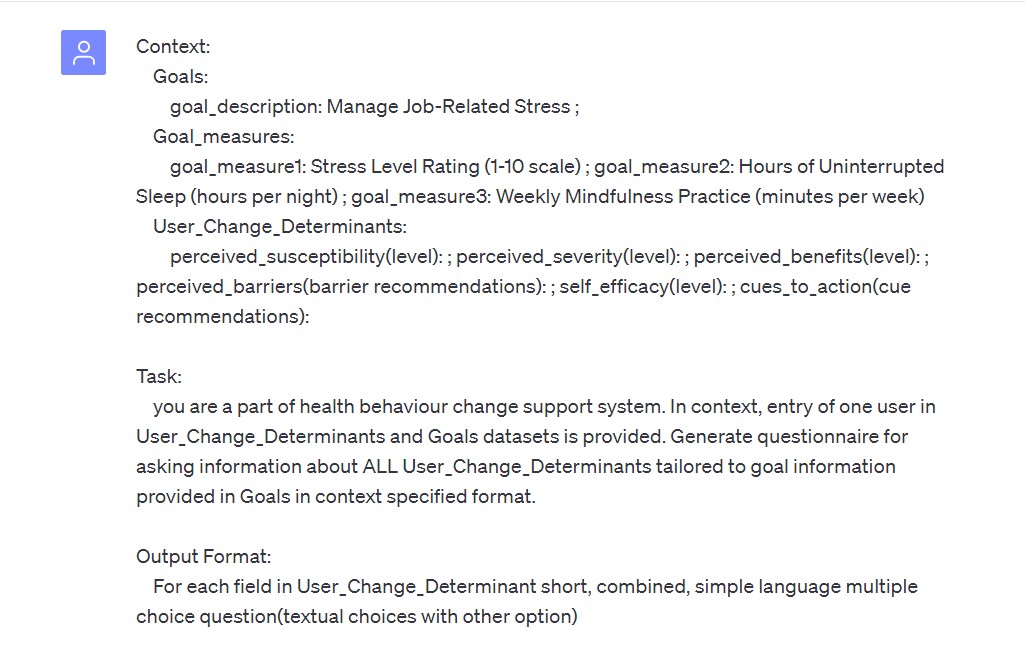 Context:
Goals:
goal_description: Manage Job-Related Stress ;
Goal_measures:
goal_measure1: Stress Level Rating (1-10 scale) ; goal_measure2: Hours of Uninterrupted
Sleep (hours per night) ; goal_measure3: Weekly Mindfulness Practice (minutes per week)
User_Change_Determinants:
perceived_susceptibility(level): ; perceived_severity(level): ; perceived_benefits(level): ;
perceived_barriers(barrier recommendations): ; self_efficacy(level): ; cues_to_action(cue
recommendations):
Task:
you are a part of health behaviour change support system. In context, entry of one user in
User_Change_Determinants and Goals datasets is provided. Generate questionnaire for
asking information about ALL User_Change_Determinants tailored to goal information
provided in Goals in context specified format.
Output Format:
For each field in User_Change_Determinant short, combined, simple language multiple
choice question(textual choices with other option)